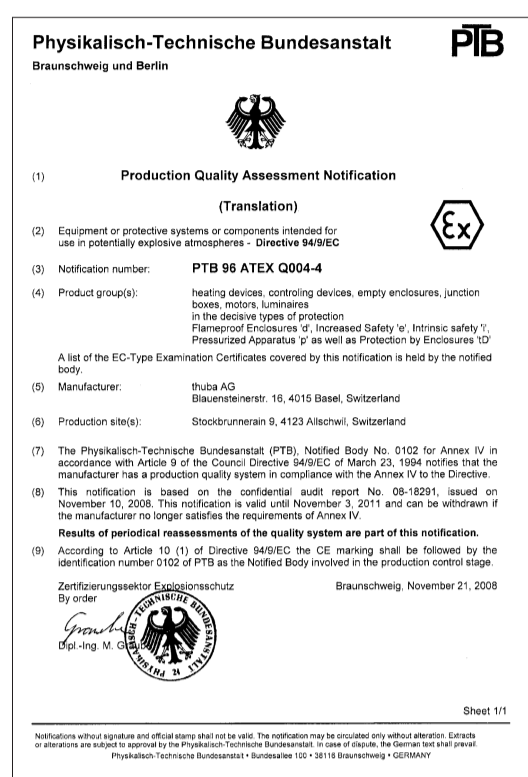 Physikalisch-Technische Bundesanstalt
PTB
Braunschweig und Berlin
(1) Production Quality Assessment Notification
(Translation)
(2) Equipment or protective systems or components intended for
use in potentially explosive atmospheres - Directive 94/9/EC
Ex
(3) Notification number: PTB 96 ATEX Q004-4
(4) Product group(s): heating devices, controling devices, empty enclosures, junction
boxes, motors, luminaires
in the decisive types of protection
Flameproof Enclosures 'd', Increased Safety 'e', Intrinsic safety 'i',
Pressurized Apparatus 'p' as well as Protection by Enclosures 'tD'
A list of the EC-Type Examination Certificates covered by this notification is held by the notified
body.
(5) Manufacturer: thuba AG
Blauensteinerstr. 16, 4015 Basel, Switzerland
(6) Production site(s): Stockbrunnerain 9, 4123 Allschwil, Switzerland
(7) The Physikalisch-Technische Bundesanstalt (PTB), Notified Body No. 0102 for Annex IV in
accordance with Article 9 of the Council Directive 94/9/EC of March 23, 1994 notifies that the
manufacturer has a production quality system in compliance with the Annex IV to the Directive.
(8) This notification is based on the confidential audit report No. 08-18291, issued on
November 10, 2008. This notification is valid until November 3, 2011 and can be withdrawn if
the manufacturer no longer satisfies the requirements of Annex IV.
Results of periodical reassessments of the quality system are part of this notification.
(9) According to Article 10 (1) of Directive 94/9/EC the CE marking shall be followed by the
identification number 0102 of PTB as the Notified Body involved in the production control stage.
Zertifizierungssektor Explosionsschutz Braunschweig, November 21, 2008
By order
PHYSIKALISCH-TECHNISCHE BUNDESANSTALT
24
Dipl.-Ing. M.
Sheet 1/1
Notifications without signature and official stamp shall not be valid. The notification may be circulated only without alteration. Extracts
or alterations are subject to approval by the Physikalisch-Technische Bundesanstalt. In case of dispute, the German text shall prevail.
Physikalisch-Technische Bundesanstalt • Bundesallee 100 • 38116 Braunschweig • GERMANY